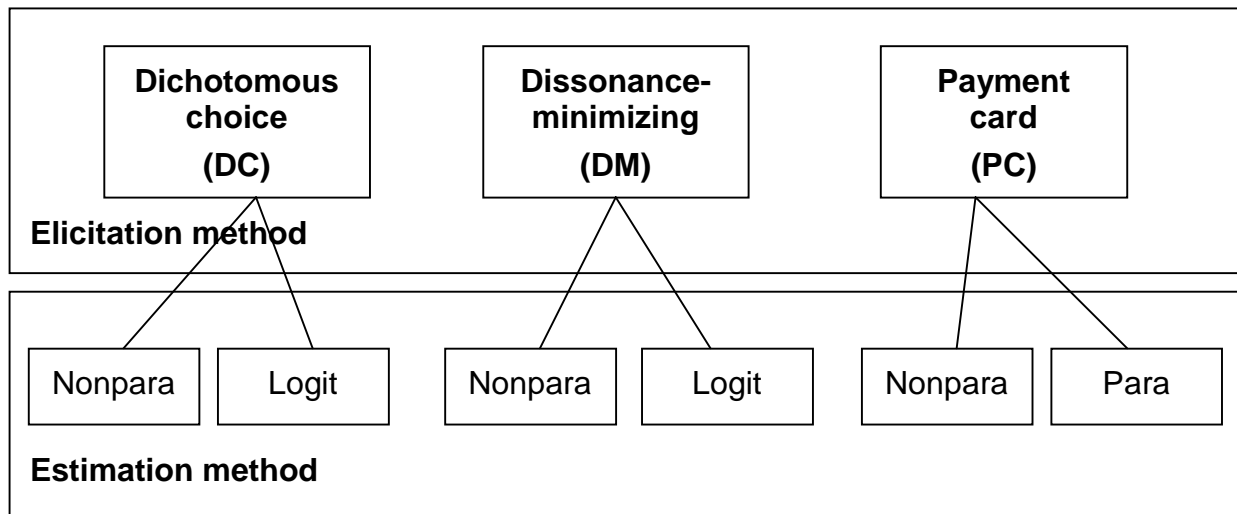 Dichotomous
choice
(DC)
Dissonance-
minimizing
(DM)
Payment
card
(PC)
Elicitation method
Nonpara
Logit
Nonpara
Logit
Nonpara
Para
Estimation method